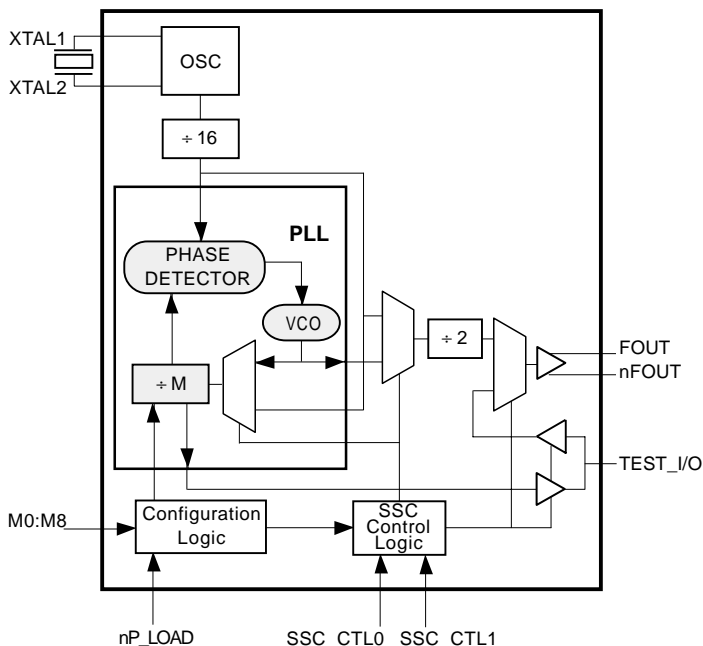 XTAL1
OSC
XTAL2
÷ 16
PLL
PHASE
DETECTOR
VCO
÷ 2
FOUT
nFOUT
÷ M
TEST_I/O
M0:M8
Configuration
Logic
SSC
Control
Logic
nP_LOAD
SSC CTL0
SSC CTL1